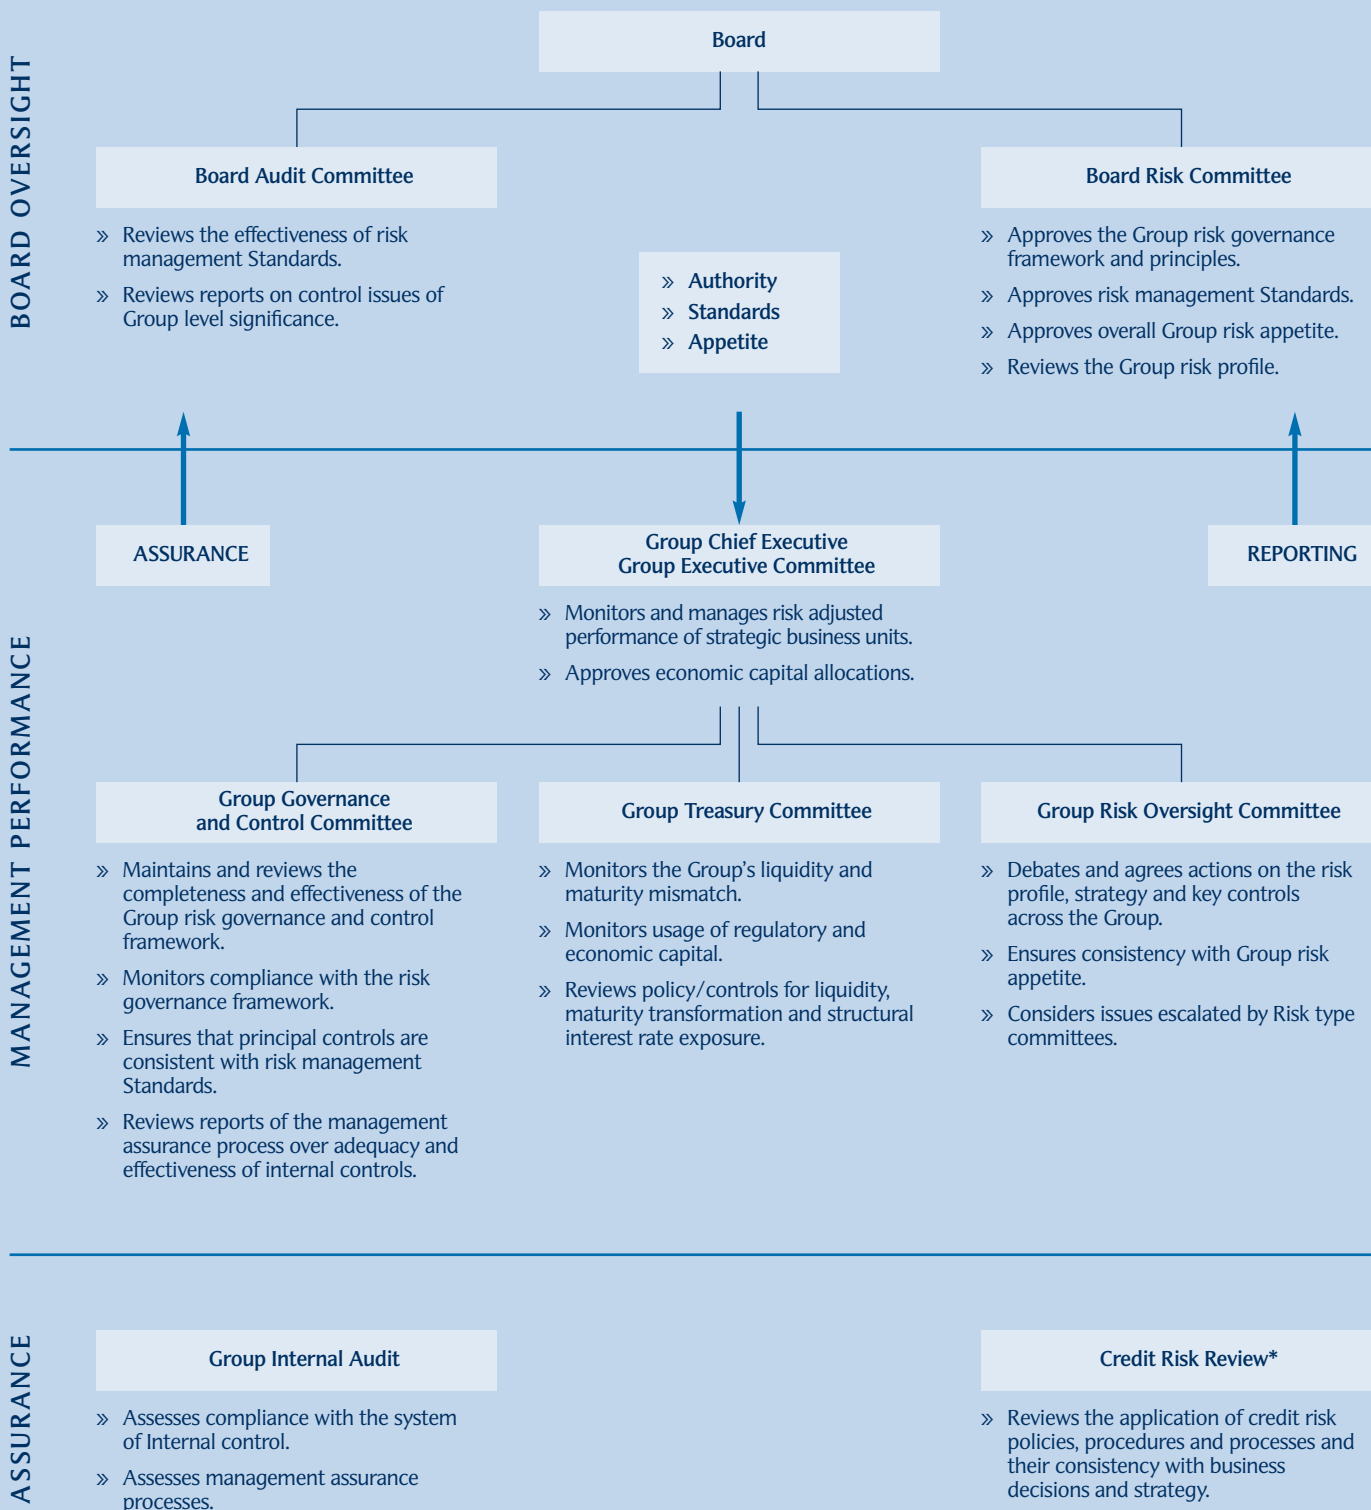 BOARD OVERSIGHT
Board
Board Audit Committee
» Reviews the effectiveness of risk
management Standards.
» Reviews reports on control issues of
Group level significance.
» Authority
» Standards
» Appetite
Board Risk Committee
» Approves the Group risk governance
framework and principles.
» Approves risk management Standards.
» Approves overall Group risk appetite.
» Reviews the Group risk profile.
MANAGEMENT PERFORMANCE
ASSURANCE
Group Chief Executive
Group Executive Committee
» Monitors and manages risk adjusted
performance of strategic business units.
» Approves economic capital allocations.
REPORTING
Group Governance
and Control Committee
» Maintains and reviews the
completeness and effectiveness of the
Group risk governance and control
framework.
» Monitors compliance with the risk
governance framework.
» Ensures that principal controls are
consistent with risk management
Standards.
» Reviews reports of the management
assurance process over adequacy and
effectiveness of internal controls.
Group Treasury Committee
» Monitors the Group’s liquidity and
maturity mismatch.
» Monitors usage of regulatory and
economic capital.
» Reviews policy/controls for liquidity,
maturity transformation and structural
interest rate exposure.
Group Risk Oversight Committee
» Debates and agrees actions on the risk
profile, strategy and key controls
across the Group.
» Ensures consistency with Group risk
appetite.
» Considers issues escalated by Risk type
committees.
ASSURANCE
Group Internal Audit
» Assesses compliance with the system
of Internal control.
» Assesses management assurance
processes.
Credit Risk Review*
» Reviews the application of credit risk
policies, procedures and processes and
their consistency with business
decisions and strategy.